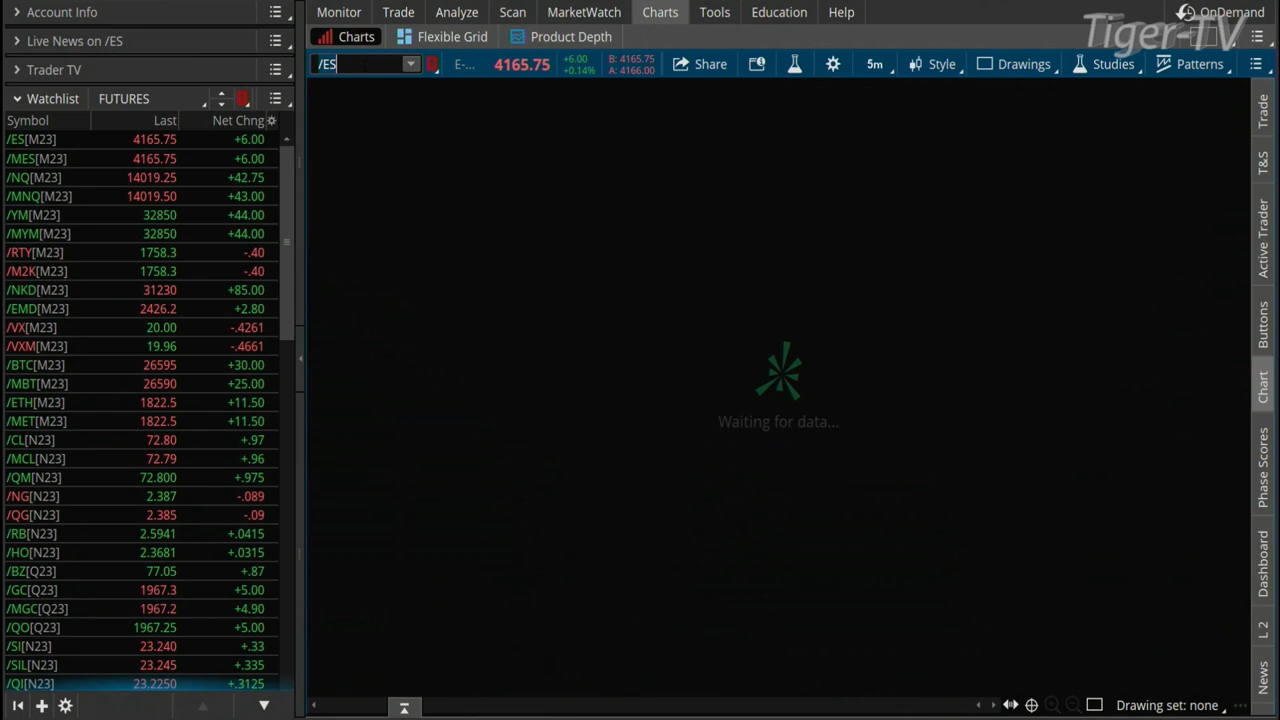 Account Info
Live News on /ES
Trader TV
Watchlist FUTURES
Symbol Last Net Chng
/ES[M23] 4165.75 +6.00
/MES[M23] 4165.75 +6.00
/NQ[M23] 14019.25 +42.75
/MNQ[M23] 14019.50 +43.00
/YM[M23] 32850 +44.00
/MYM[M23] 32850 +44.00
/RTY[M23] 1758.3 -.40
/M2K[M23] 1758.3 -.40
/NKD[M23] 31230 +85.00
/EMD[M23] 2426.2 +2.80
/VX[M23] 20.00 -.4261
/VXM[M23] 19.96 -.4661
/BTC[M23] 26595 +30.00
/MBT[M23] 26590 +25.00
/ETH[M23] 1822.5 +11.50
/MET[M23] 1822.5 +11.50
/CL[N23] 72.80 +.97
/MCL[N23] 72.79 +.96
/QM[N23] 72.800 +.975
/NG[N23] 2.387 -.089
/QG[N23] 2.385 -.09
/RB[N23] 2.5941 +.0415
/HO[N23] 2.3681 +.0315
/BZ[Q23] 77.05 +.87
/GC[Q23] 1967.3 +5.00
/MGC[Q23] 1967.2 +4.90
/QO[Q23] 1967.25 +5.00
/SI[N23] 23.240 +.33
/SIL[N23] 23.245 +.335
/QI[N23] 23.2250 +.3125
Monitor Trade Analyze Scan MarketWatch Charts Tools Education Help OnDemand
Tiger-TV
Charts Flexible Grid Product Depth
/ES E-... 4165.75 +6.00 B: 4165.75 Share 5m Style Drawings Studies Patterns
+0.14% A: 4166.00
Waiting for data...
Trade
T&S
Active Trader
Buttons
Chart
Phase Scores
Dashboard
L 2
News
Drawing set: none